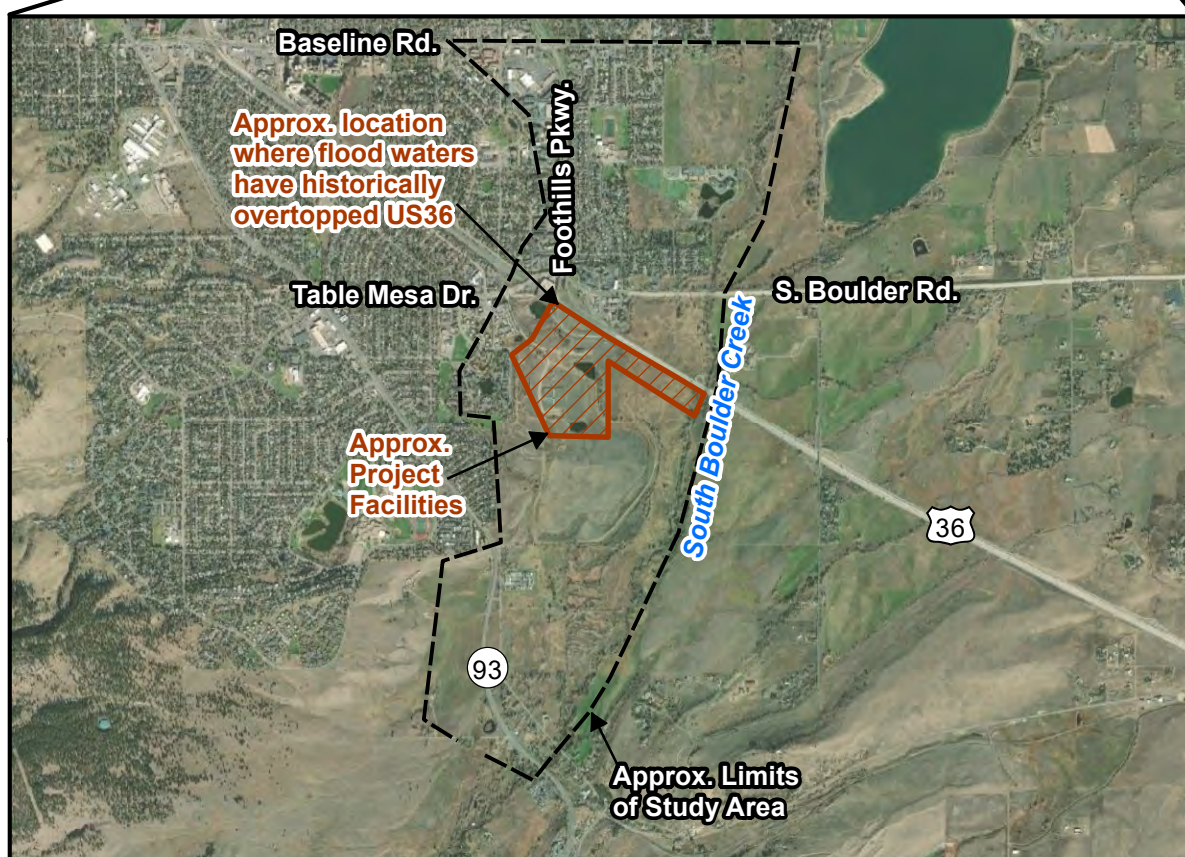 Baseline Rd.
Foothills Pkwy.
Approx. location
where flood waters
have historically
overtopped US36
Table Mesa Dr.
S. Boulder Rd.
South Boulder Creek
Approx.
Project
Facilities
36
93
Approx. Limits
of Study Area